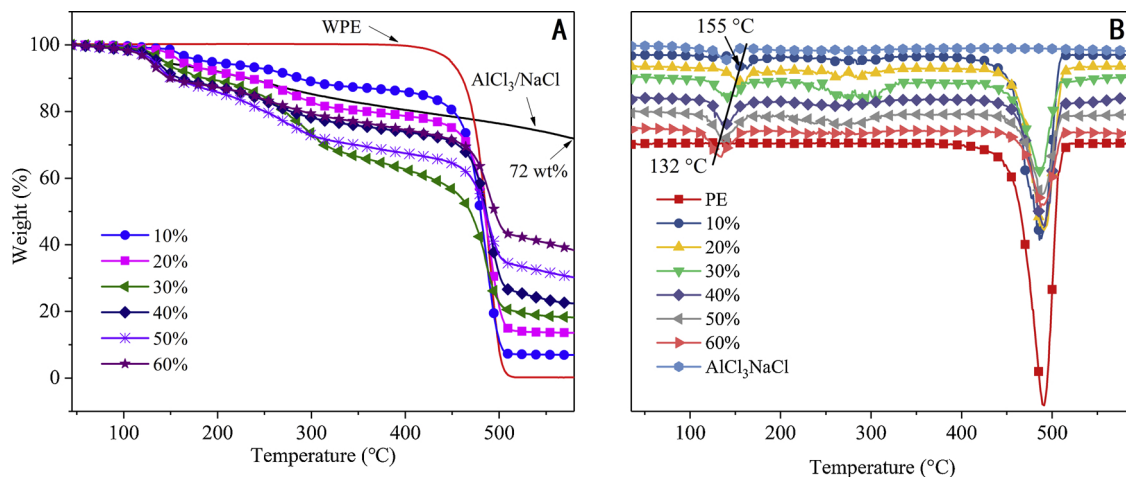 A
WPE
AlCl₃/NaCl
72 wt%
10%
20%
30%
40%
50%
60%
Weight (%)
100
80
60
40
20
0
100 200 300 400 500
Temperature (°C)
B
155 °C
132 °C
PE
10%
20%
30%
40%
50%
60%
AlCl₃NaCl
100 200 300 400 500
Temperature (°C)